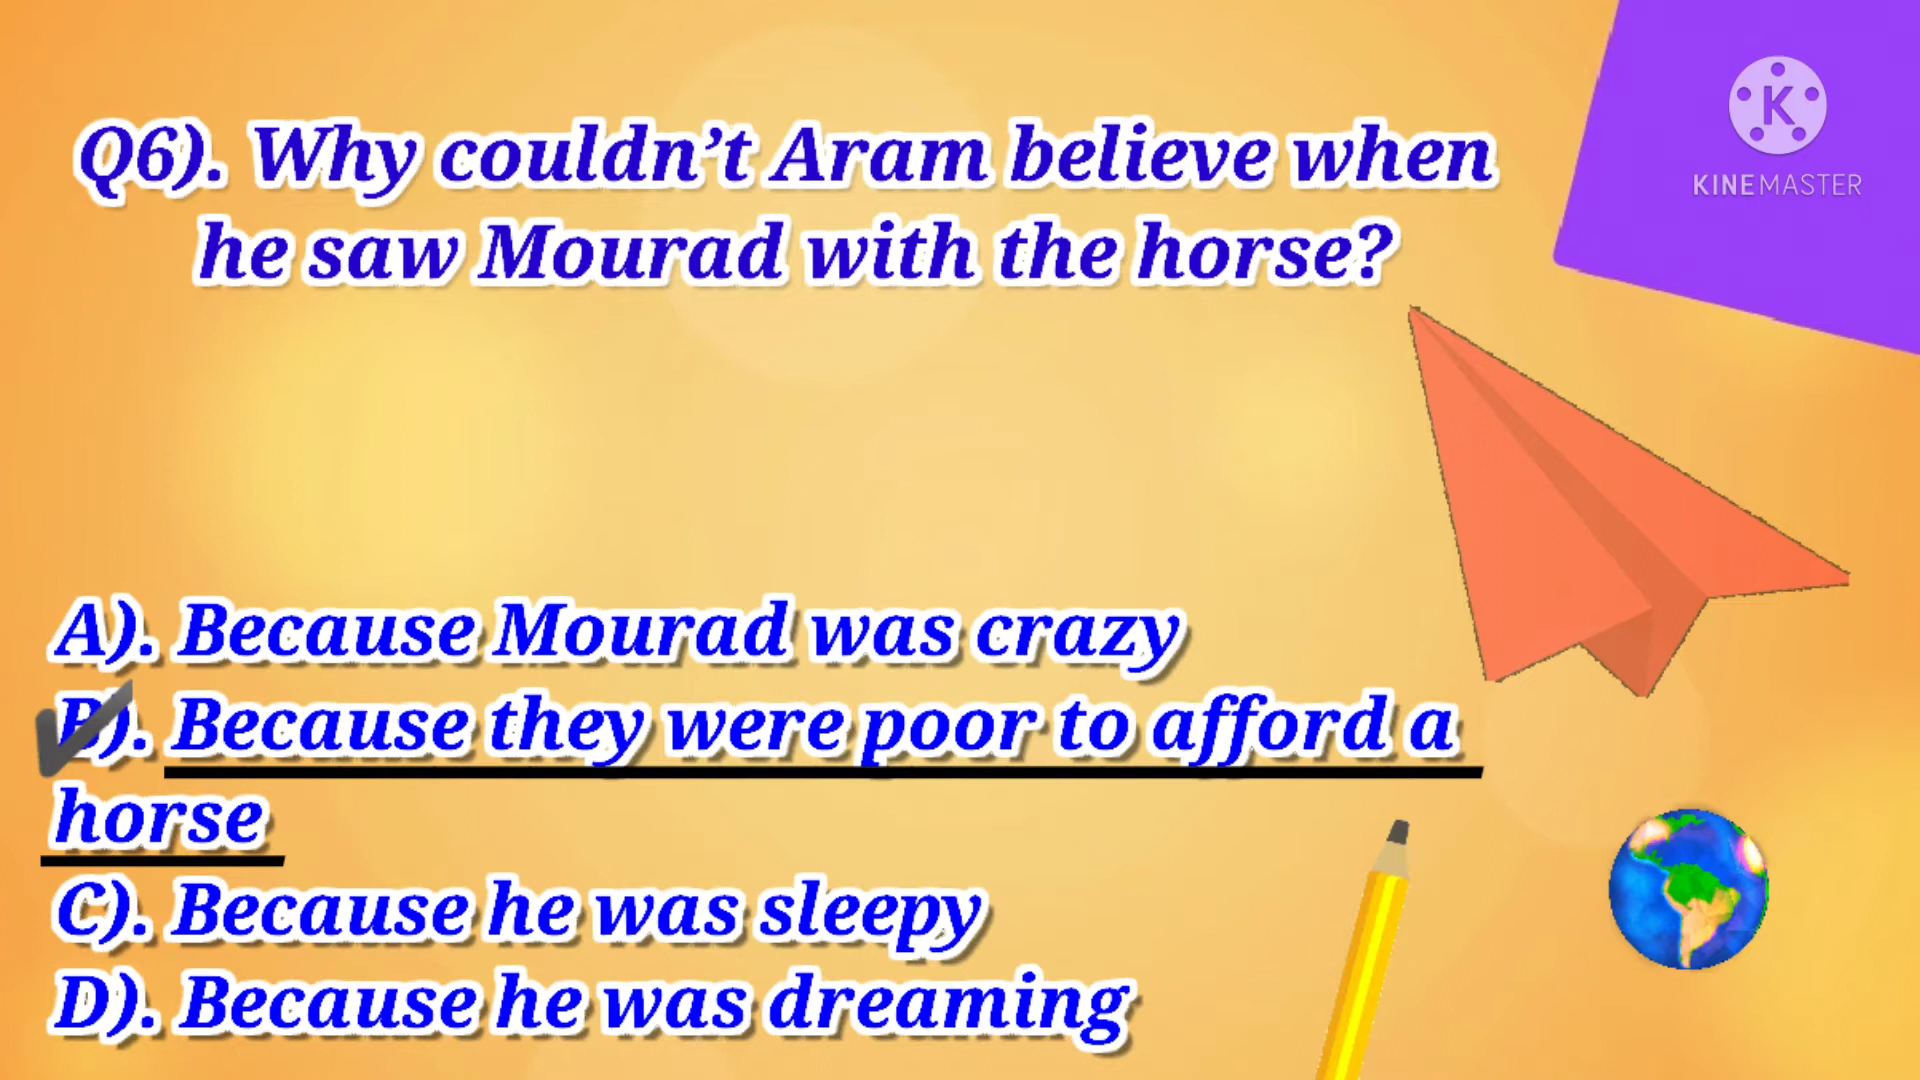 Q6). Why couldn’t Aram believe when
he saw Mourad with the horse?
K
KINEMASTER
A). Because Mourad was crazy
B). Because they were poor to afford a
horse
C). Because he was sleepy
D). Because he was dreaming